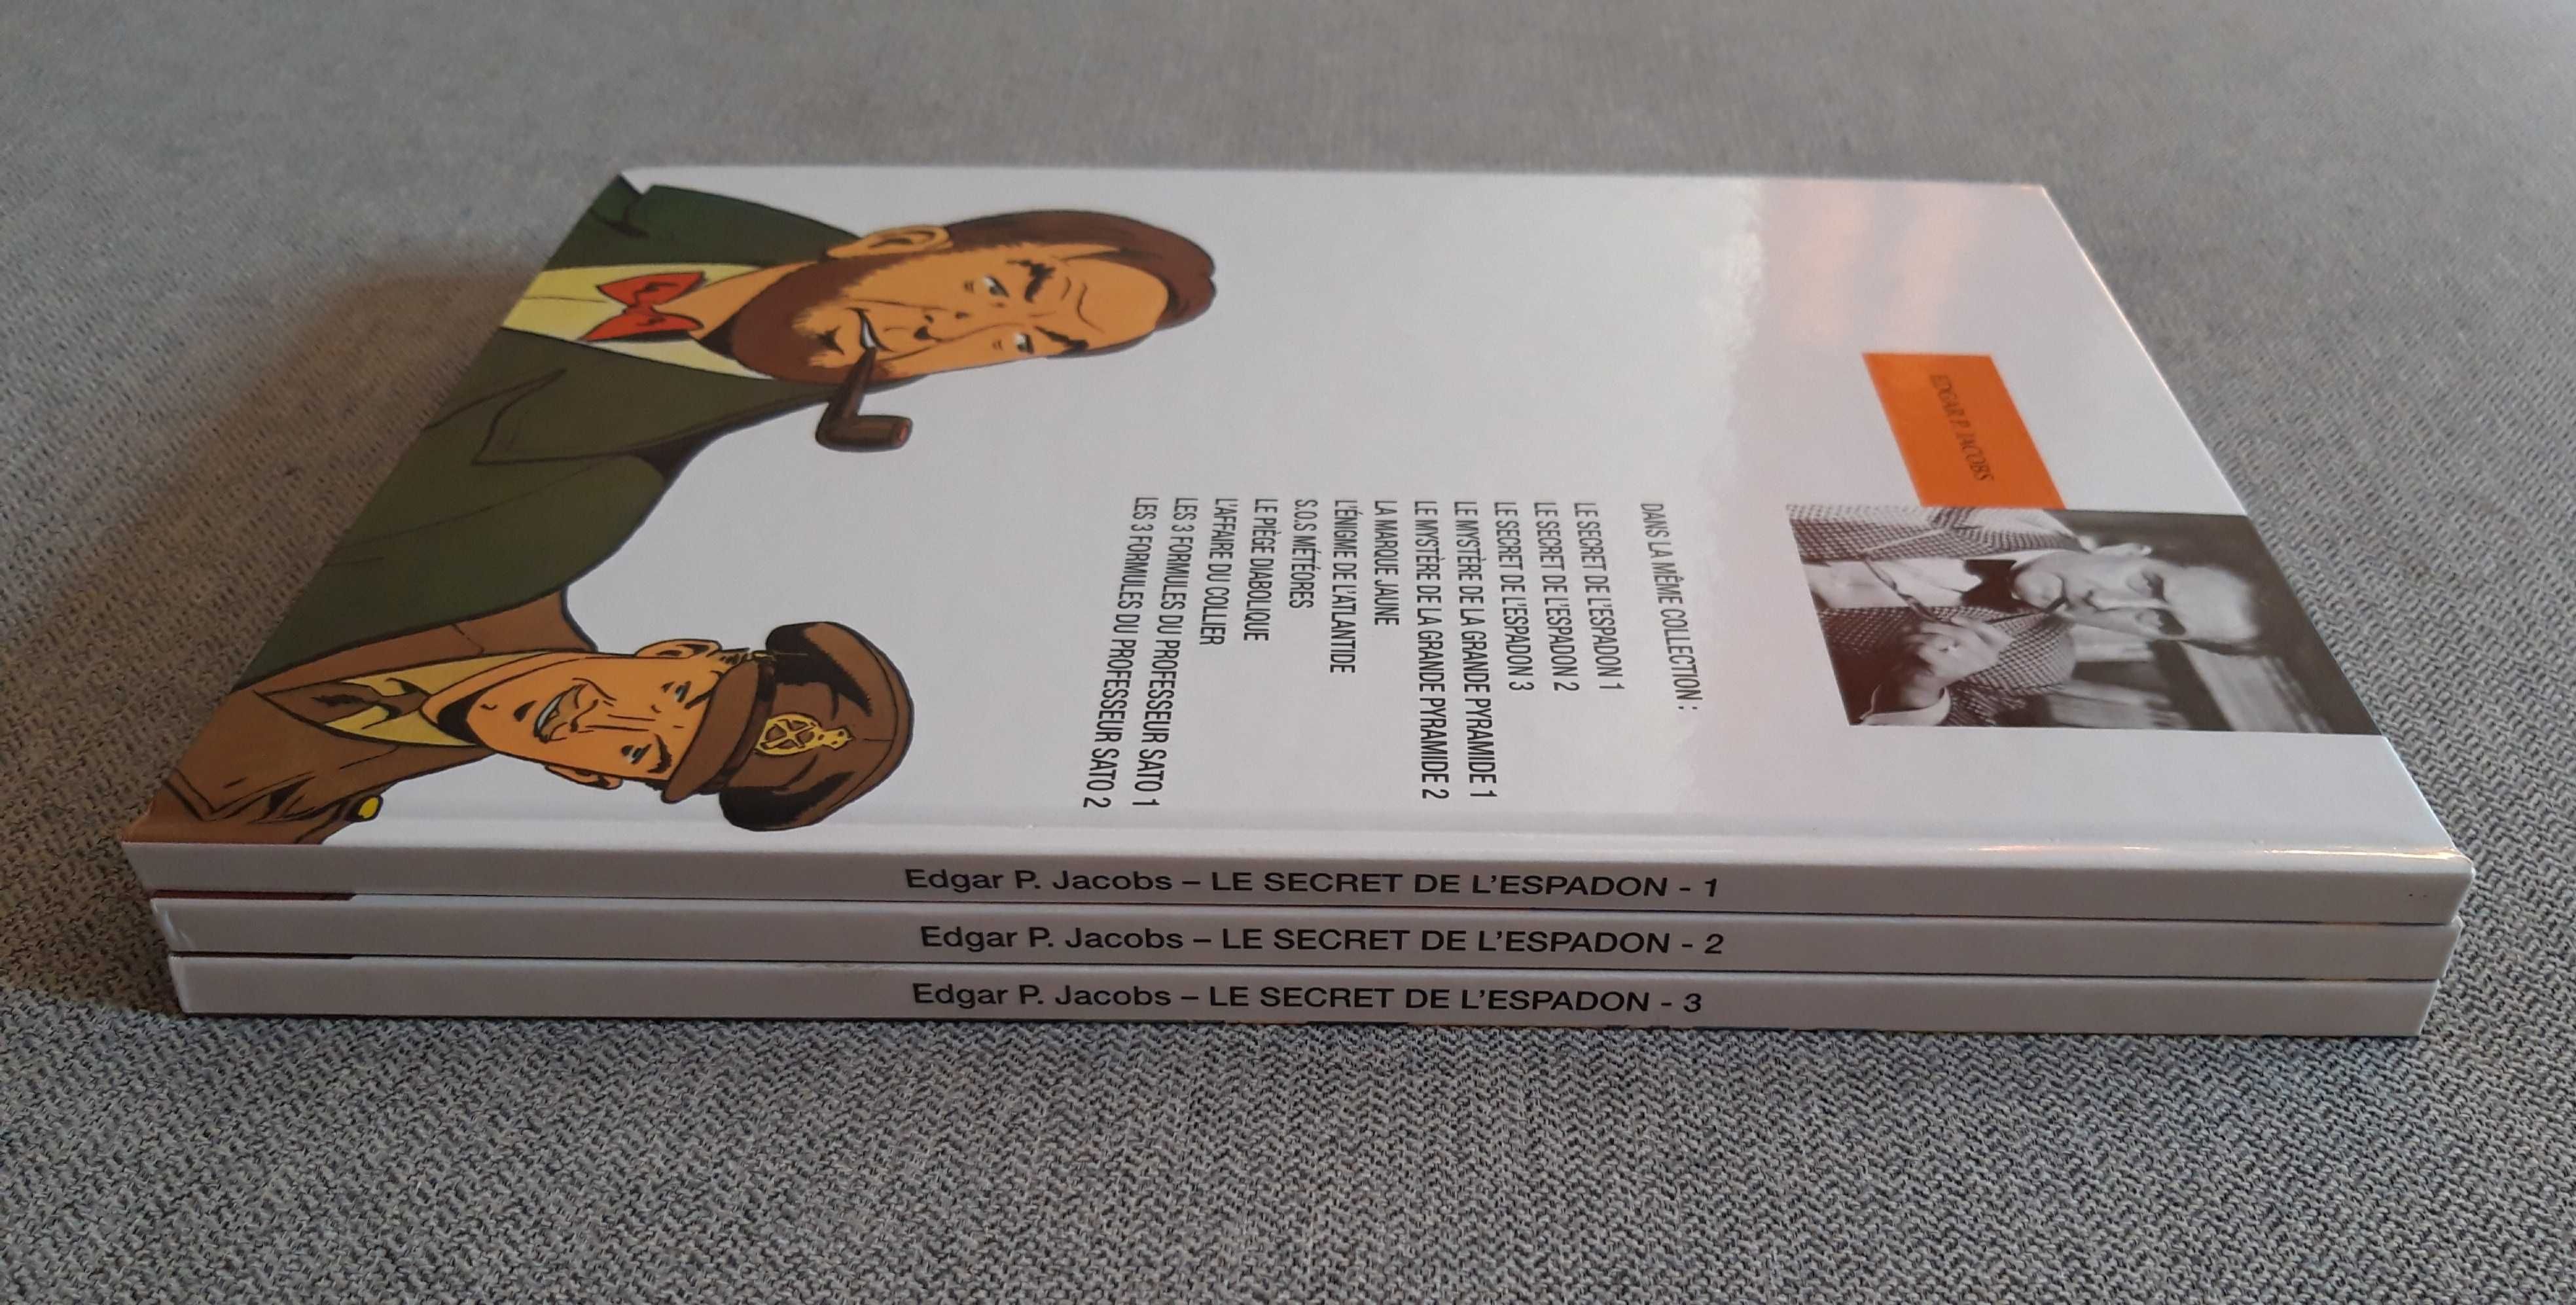 EDGAR P. JACOBS
DANS LA MÊME COLLECTION :
LE SECRET DE L'ESPADON 1
LE SECRET DE L'ESPADON 2
LE SECRET DE L'ESPADON 3
LE MYSTÈRE DE LA GRANDE PYRAMIDE 1
LE MYSTÈRE DE LA GRANDE PYRAMIDE 2
LA MARQUE JAUNE
L'ÉNIGME DE L'ATLANTIDE
S.O.S MÉTÉORES
LE PIÈGE DIABOLIQUE
L'AFFAIRE DU COLLIER
LES 3 FORMULES DU PROFESSEUR SATO 1
LES 3 FORMULES DU PROFESSEUR SATO 2
Edgar P. Jacobs – LE SECRET DE L'ESPADON - 1
Edgar P. Jacobs – LE SECRET DE L'ESPADON - 2
Edgar P. Jacobs – LE SECRET DE L'ESPADON - 3